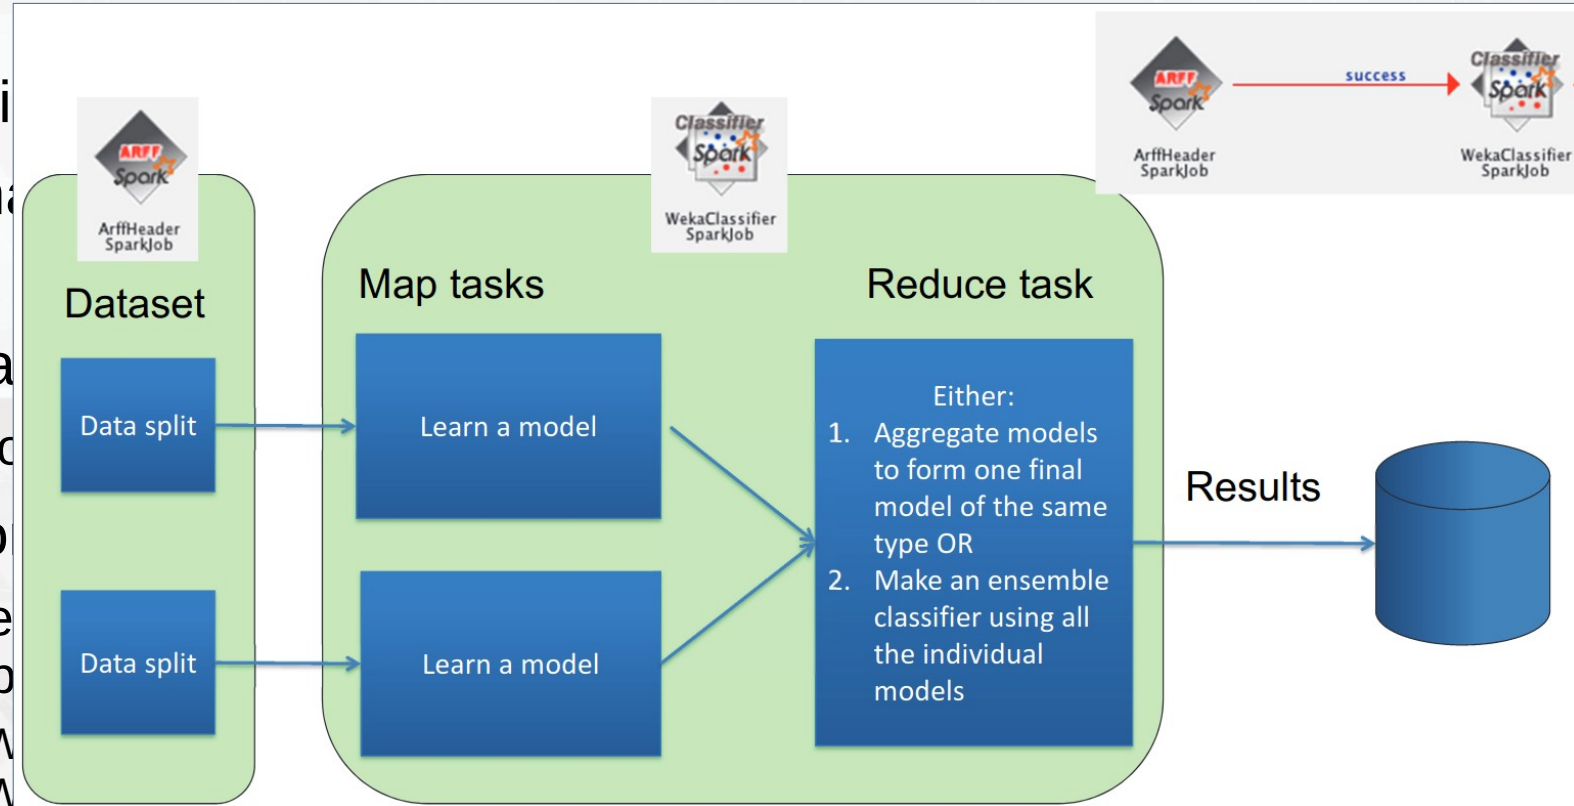 ARFF
Spark
ArffHeader
SparkJob
Classifier
Spark
WekaClassifier
SparkJob
ARFF
Spark
ArffHeader
SparkJob
success
Classifier
Spark
WekaClassifier
SparkJob
Dataset
Data split
Data split
Map tasks
Learn a model
Learn a model
Reduce task
Either:
1. Aggregate models
to form one final
model of the same
type OR
2. Make an ensemble
classifier using all
the individual
models
Results